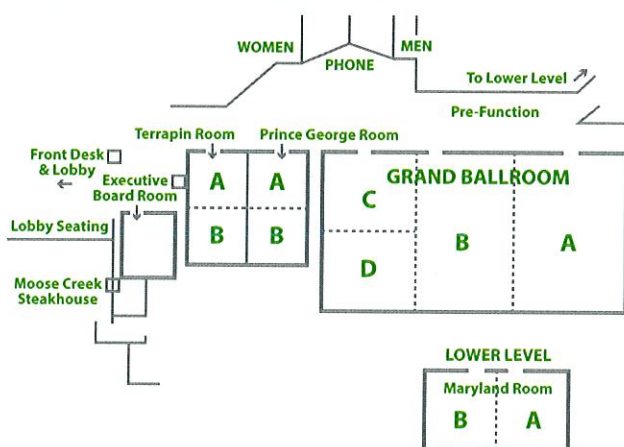 WOMEN
MEN
PHONE
To Lower Level
Pre-Function
Terrapin Room
Prince George Room
Front Desk
& Lobby
Executive
Board Room
A
A
B
B
GRAND BALLROOM
C
D
B
A
Lobby Seating
Moose Creek
Steakhouse
LOWER LEVEL
Maryland Room
B
A